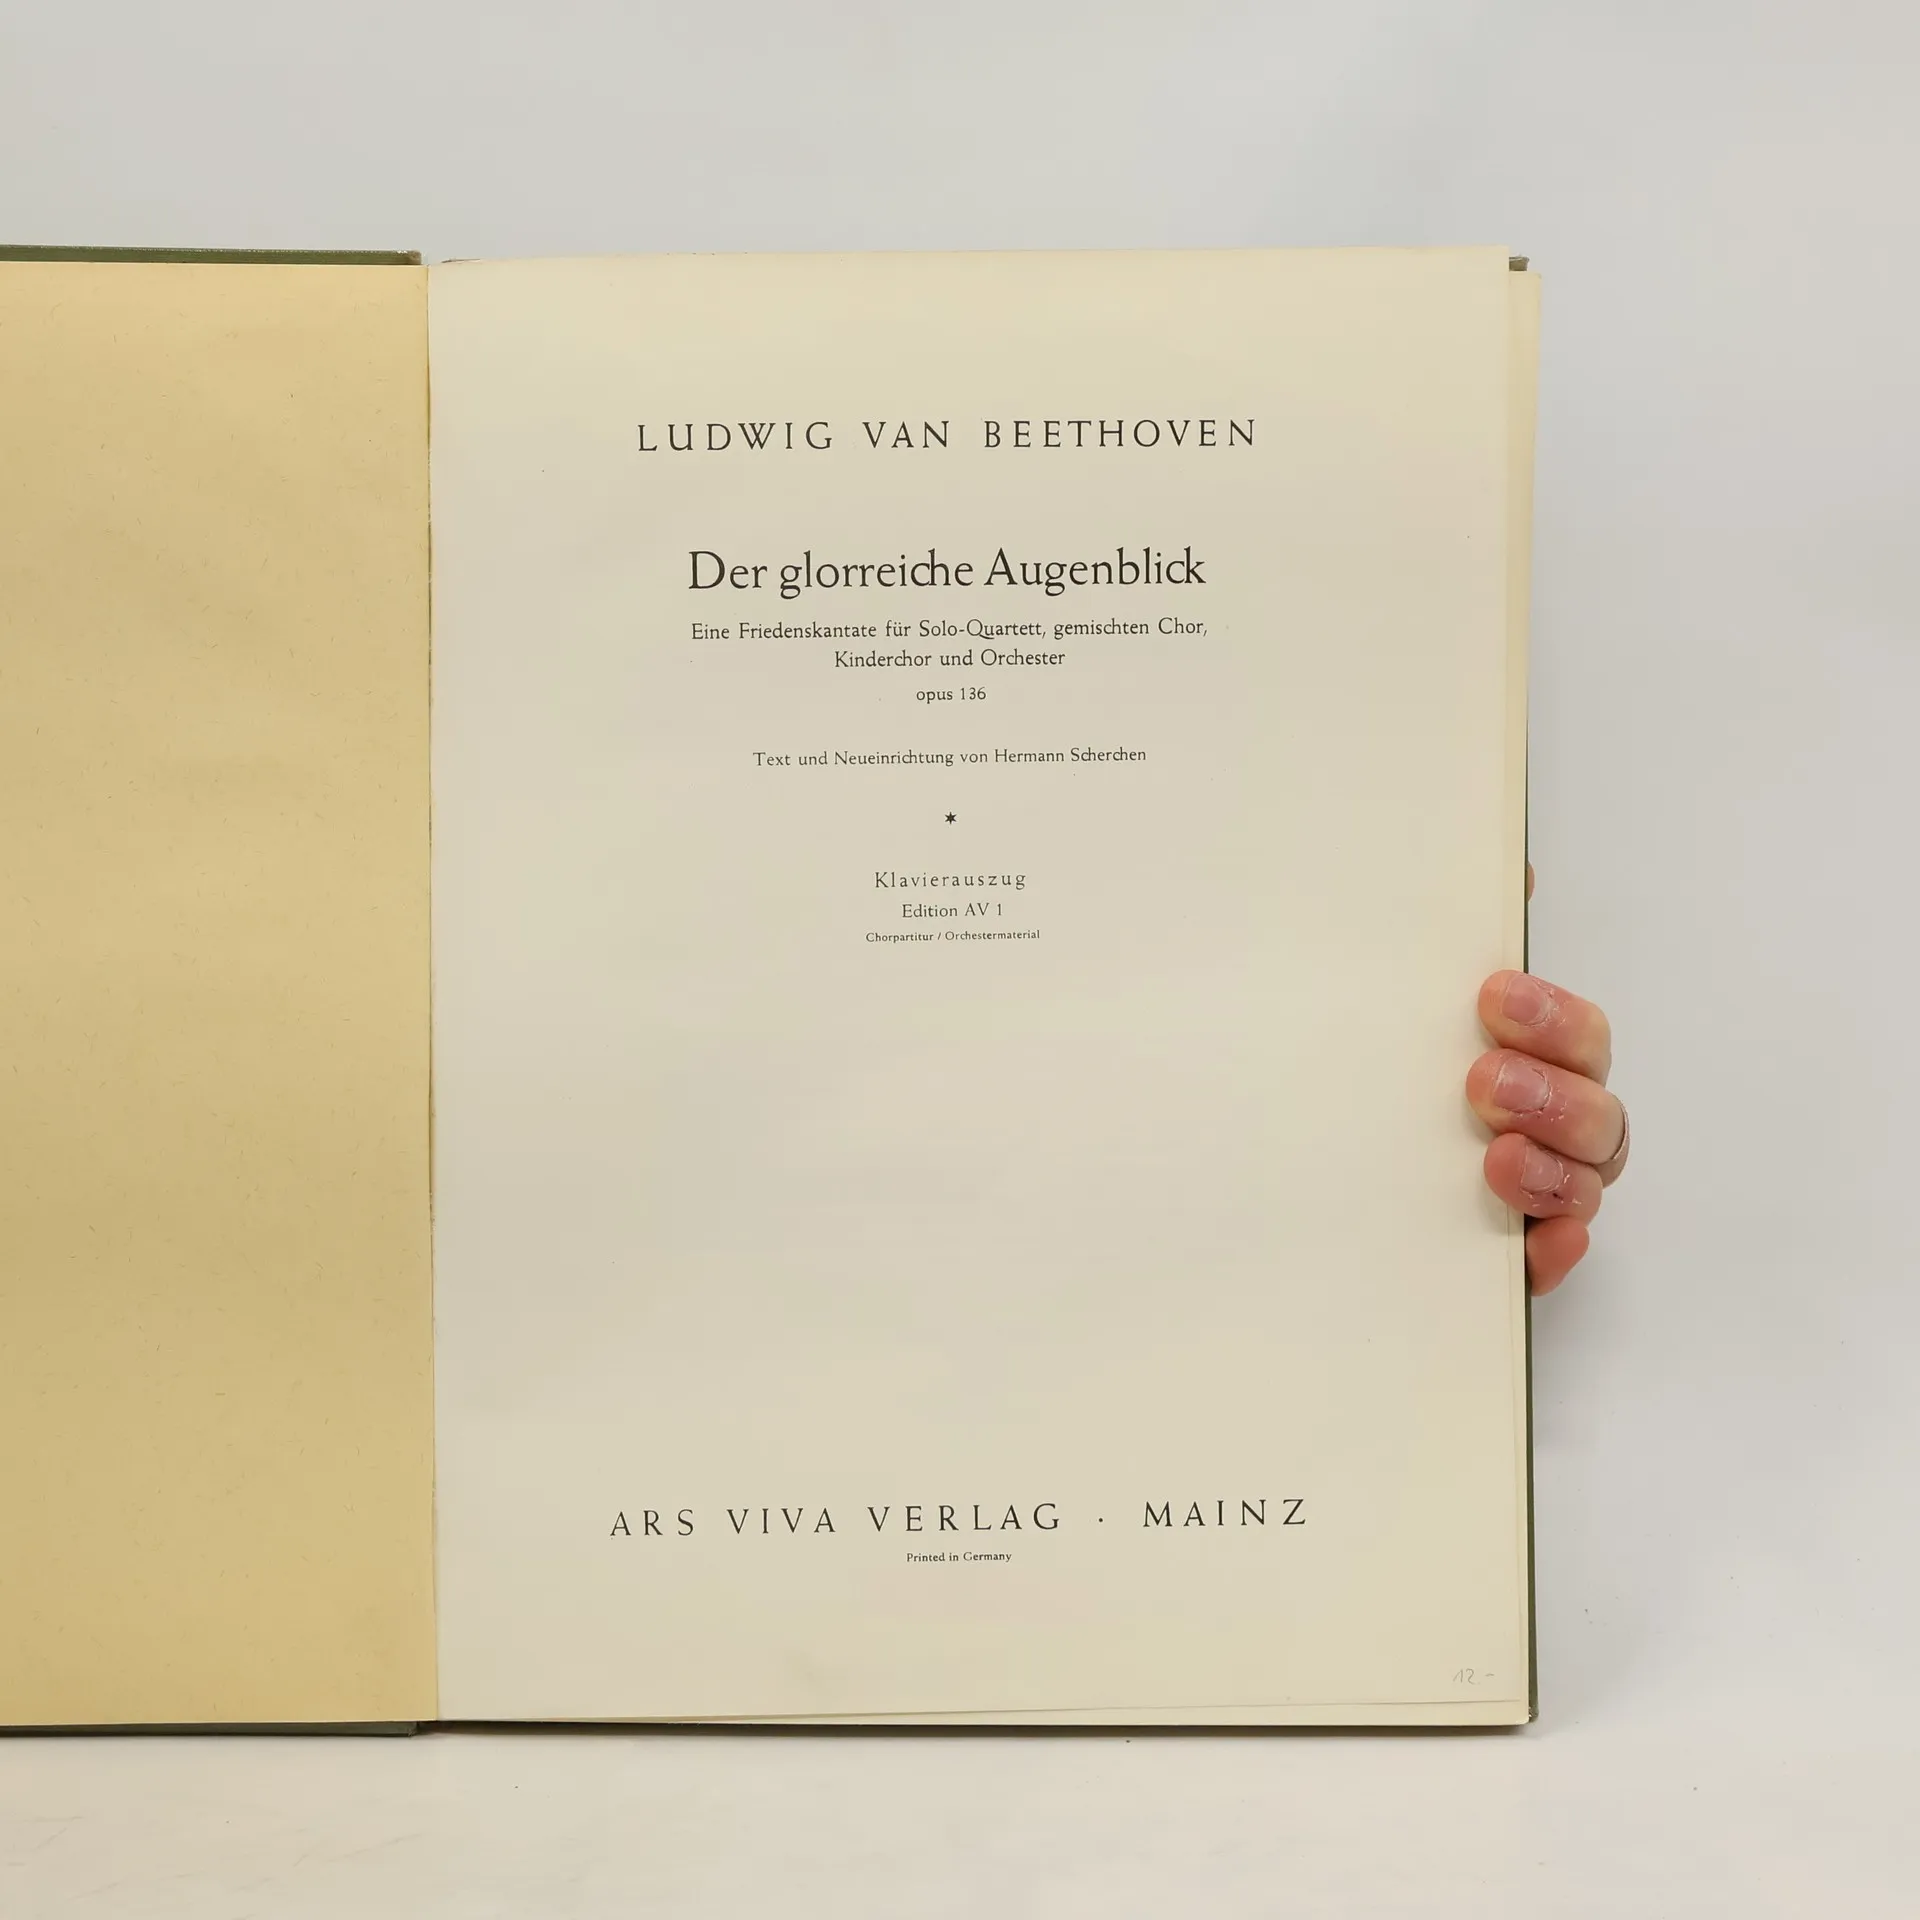 LUDWIG VAN BEETHOVEN
Der glorreiche Augenblick
Eine Friedenskantate für Solo-Quartett, gemischten Chor,
Kinderchor und Orchester
opus 136
Text und Neueinrichtung von Hermann Scherchen
Klavierauszug
Edition AV 1
Chorpartitur / Orchestermaterial
ARS VIVA VERLAG · MAINZ
Printed in Germany
12.-